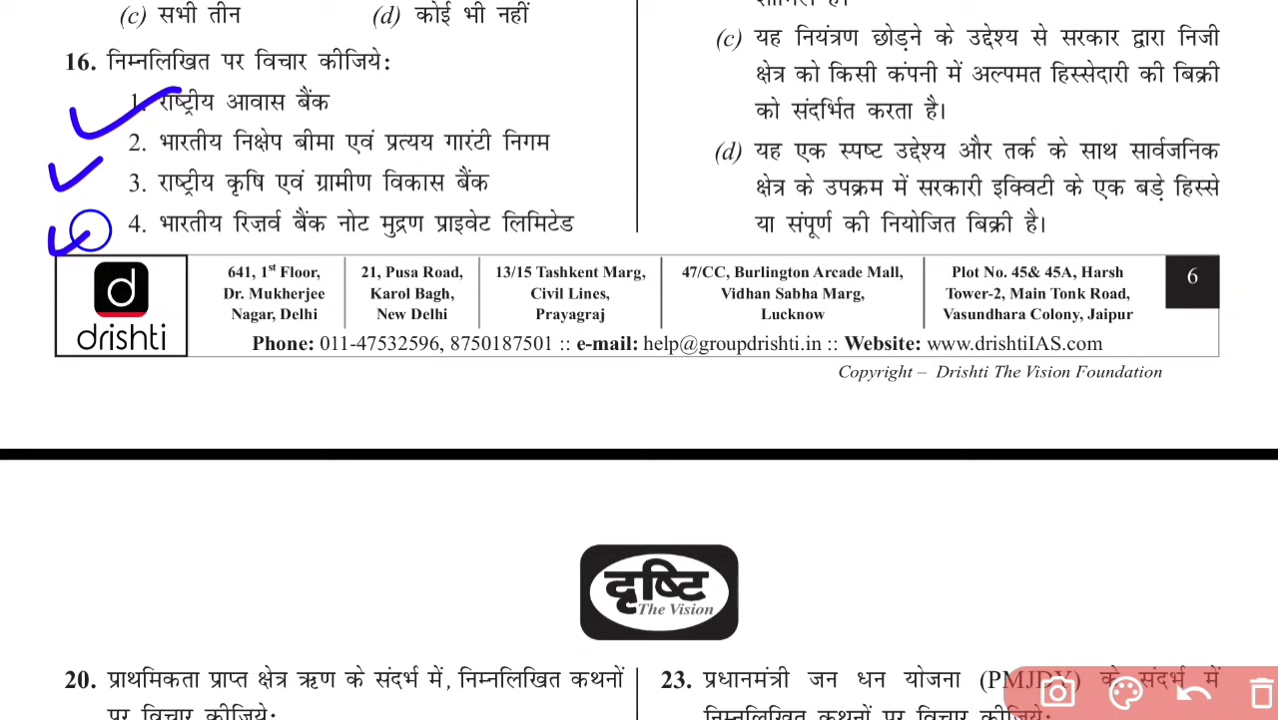 (c) सभी तीन (d) कोई भी नहीं
16. निम्नलिखित पर विचार कीजिये:
1. राष्ट्रीय आवास बैंक
2. भारतीय निक्षेप बीमा एवं प्रत्यय गारंटी निगम
3. राष्ट्रीय कृषि एवं ग्रामीण विकास बैंक
4. भारतीय रिज़र्व बैंक नोट मुद्रण प्राइवेट लिमिटेड
(c) यह नियंत्रण छोड़ने के उद्देश्य से सरकार द्वारा निजी
क्षेत्र को किसी कंपनी में अल्पमत हिस्सेदारी की बिक्री
को संदर्भित करता है।
(d) यह एक स्पष्ट उद्देश्य और तर्क के साथ सार्वजनिक
क्षेत्र के उपक्रम में सरकारी इक्विटी के एक बड़े हिस्से
या संपूर्ण की नियोजित बिक्री है।
d
drishti
641, 1st Floor,
Dr. Mukherjee
Nagar, Delhi
21, Pusa Road,
Karol Bagh,
New Delhi
13/15 Tashkent Marg,
Civil Lines,
Prayagraj
47/CC, Burlington Arcade Mall,
Vidhan Sabha Marg,
Lucknow
Plot No. 45& 45A, Harsh
Tower-2, Main Tonk Road,
Vasundhara Colony, Jaipur
6
Phone: 011-47532596, 8750187501 :: e-mail: help@groupdrishti.in :: Website: www.drishtiIAS.com
Copyright – Drishti The Vision Foundation
दृष्टि
The Vision
20. प्राथमिकता प्राप्त क्षेत्र ऋण के संदर्भ में, निम्नलिखित कथनों
पर विचार कीजिये:
23. प्रधानमंत्री जन धन योजना (PMJDY) के संदर्भ में
निम्नलिखित कथनों पर विचार कीजिये: